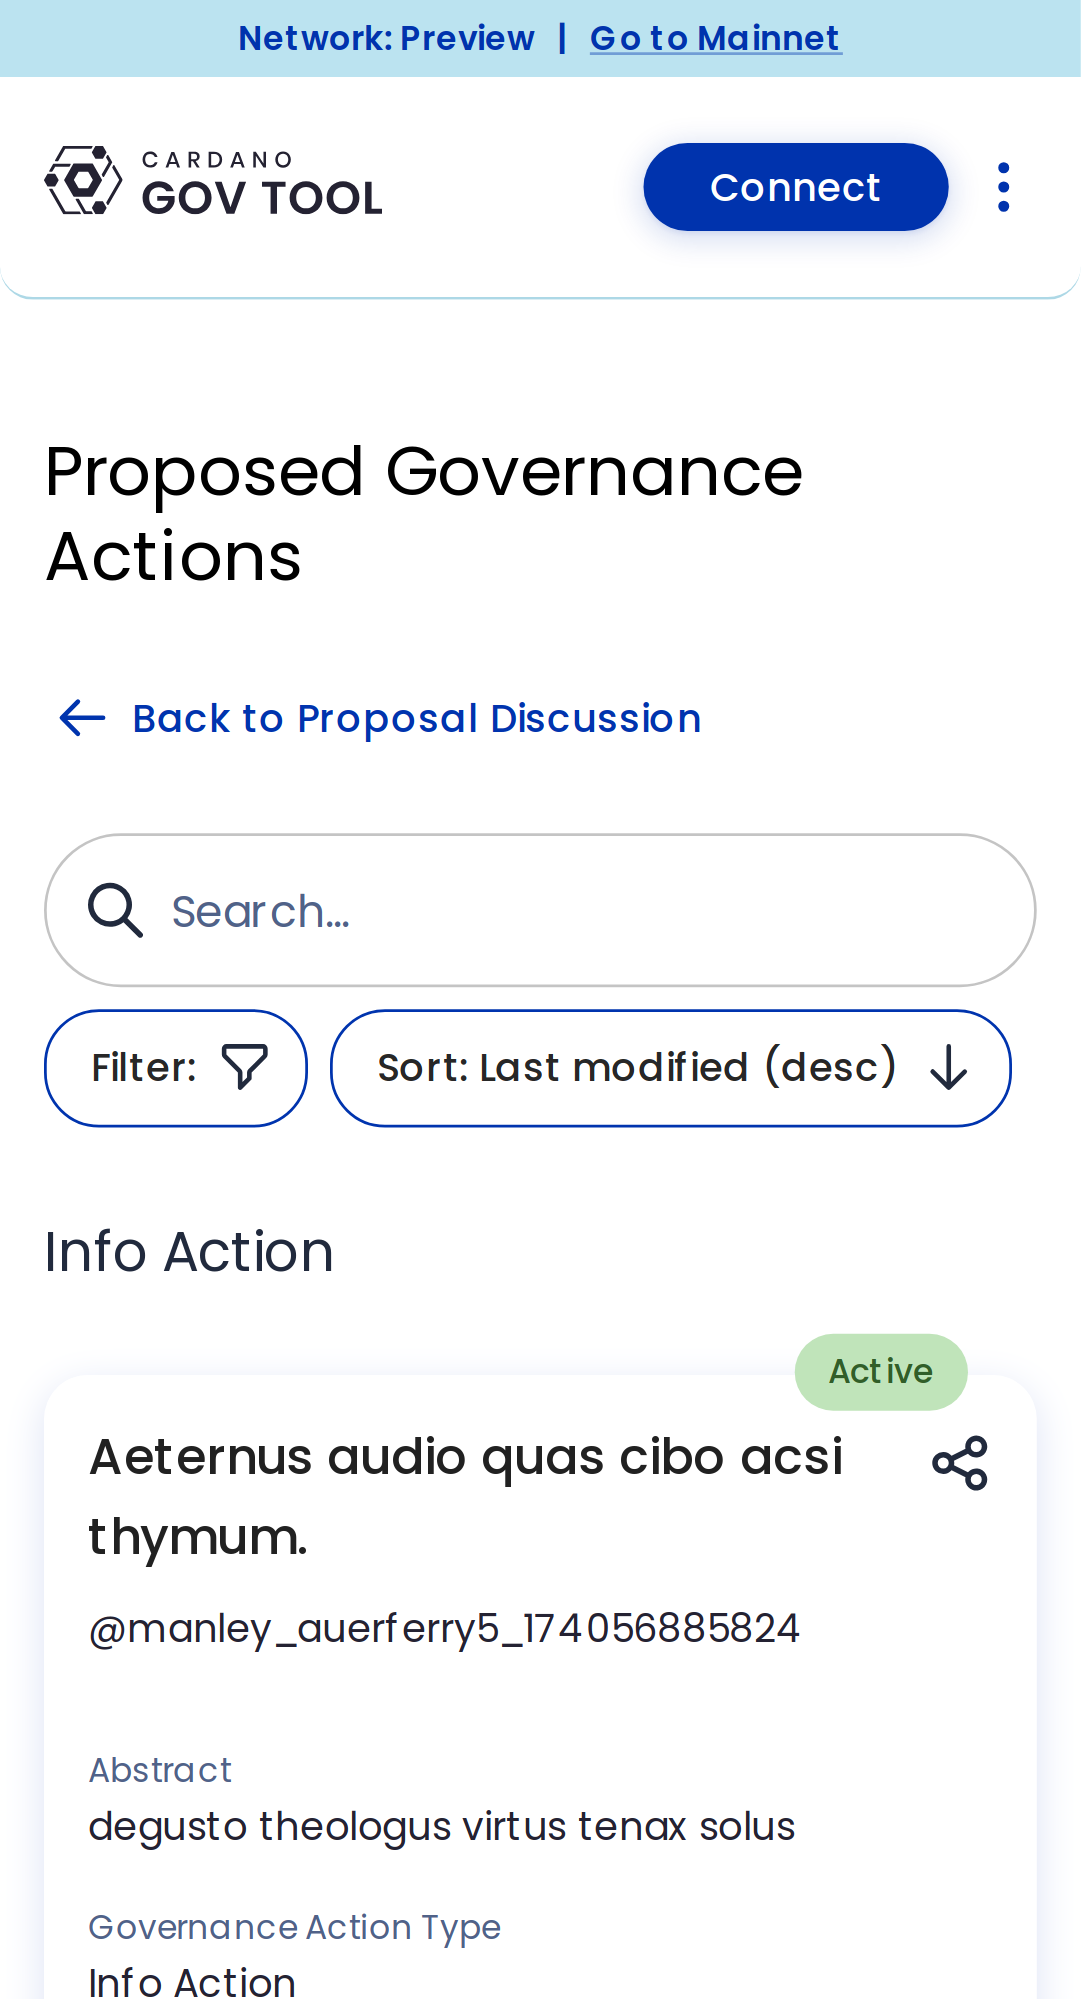 Network: Preview | Go to Mainnet
CARDANO
GOV TOOL
Connect
Proposed Governance
Actions
Back to Proposal Discussion
Search...
Filter:
Sort: Last modified (desc)
Info Action
Active
Aeternus audio quas cibo acsi
thymum.
@manley_auerferry5_174056885824
Abstract
degusto theologus virtus tenax solus
Governance Action Type
Info Action